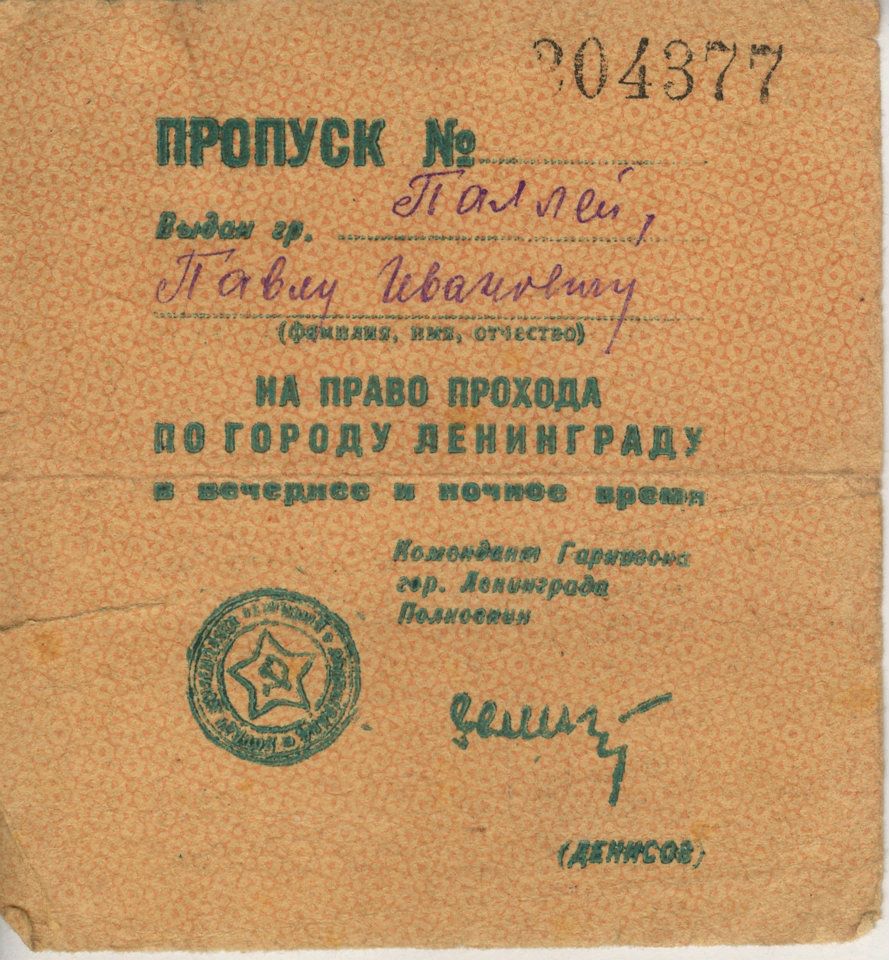 04377
ПРОПУСК №
Выдан гр. Паллей,
Павлу Ивановичу
(фамилия, имя, отчество)
НА ПРАВО ПРОХОДА
ПО ГОРОДУ ЛЕНИНГРАДУ
в вечернее и ночное время
Комендант Гарнизона
гор. Ленинграда
Полковник
(ДЕНИСОВ)